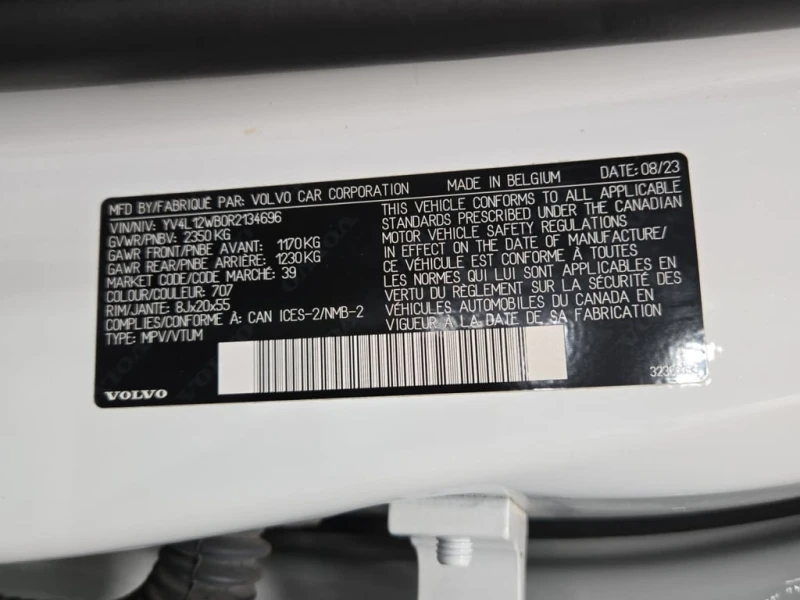 MFD BY/FABRIQUÉ PAR: VOLVO CAR CORPORATION MADE IN BELGIUM DATE: 08/23
VIN/NIV: YV4L12WB0R2134696
GVWR/PNBV: 2350 KG
GAWR FRONT/PNBE AVANT: 1170 KG
GAWR REAR/PNBE ARRIÈRE: 1230 KG
MARKET CODE/CODE MARCHÉ: 39
COLOUR/COULEUR: 707
RIM/JANTE: 8Jx20x55
COMPLIES/CONFORME À: CAN ICES-2/NMB-2
TYPE: MPV/VTUM
THIS VEHICLE CONFORMS TO ALL APPLICABLE
STANDARDS PRESCRIBED UNDER THE CANADIAN
MOTOR VEHICLE SAFETY REGULATIONS
IN EFFECT ON THE DATE OF MANUFACTURE/
CE VÉHICULE EST CONFORME À TOUTES
LES NORMES QUI LUI SONT APPLICABLES EN
VERTU DU RÈGLEMENT SUR LA SÉCURITÉ DES
VÉHICULES AUTOMOBILES DU CANADA EN
VIGUEUR À LA DATE DE SA FABRICATION
VOLVO